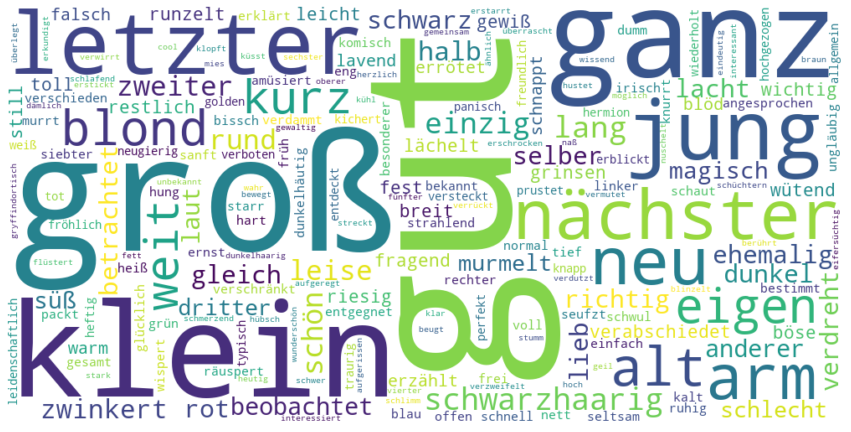 überlegt
erkundigt
letzter
falsch
runzelt
erklärt
leicht
schwarz
gewiß
erstarrt
gemeinsam
ähnlich
überrascht
ganz
dumm
wiederholt
hochgezogen
eindeutig
interessant
braun
allgemein
verwirrt
cool
klopft
küsst
sechster
mies
halb
komisch
lavend
errötet
schlafend
erstickt
toll
zweiter
amüsiert
oberer
eng
herzlich
kurz
freundlich
schnappt
wissend
hustet
irisch
lacht
wichtig
ungläubig
still
verschieden
restlich
golden
kühl
dämlich
murrt
blond
bissch
verdammt
gewaltig
kichert
panisch
einzig
möglich
hermion
knurrt
blöd
angesprochen
jung
weiß
siebter
neugierig
rund
sanft
verboten
früh
besonderer
lächelt
erschrocken
naß
nuschelt
lang
selber
erblickt
gryffindortisch
tot
betrachtet
unbekannt
hung
bewegt
wahr
starr
hart
dunkelhäutig
entdeckt
fünfter
verrückt
fest
bekannt
versteckt
grinsen
prustet
linker
vermutet
schaut
schüchtern
magisch
wütend
fröhlich
flüstert
groß
gut
weit
laut
streckt
breit
strahlend
nächster
berührt
eifersüchtig
fett
dunkelhaarig
ernst
heiß
verschränkt
aufgeregt
gleich
leise
fragend
murmelt
normal
tief
knapp
verdutzt
neu
ehemalig
dunkel
blinzelt
bestimmt
leidenschaftlich
süß
packt
heftig
grün
glücklich
dritter
schmerzend
hübsch
wunderschön
schön
riesig
entgegnet
klar
beugt
rechter
perfekt
voll
stumm
seufzt
schwul
richtig
verabschiedet
eigen
böse
verdreht
warm
gesamt
stark
wispert
räuspert
typisch
heutig
schwer
traurig
aufgerissen
klein
erzählt
frei
verzweifelt
hoch
geil
lieb
einfach
alt
anderer
arm
kalt
ruhig
zwinkert
rot
beobachtet
interessiert
vierter
schlimm
blau
schwarzhaarig
offen
schnell
nett
seltsam
schlecht